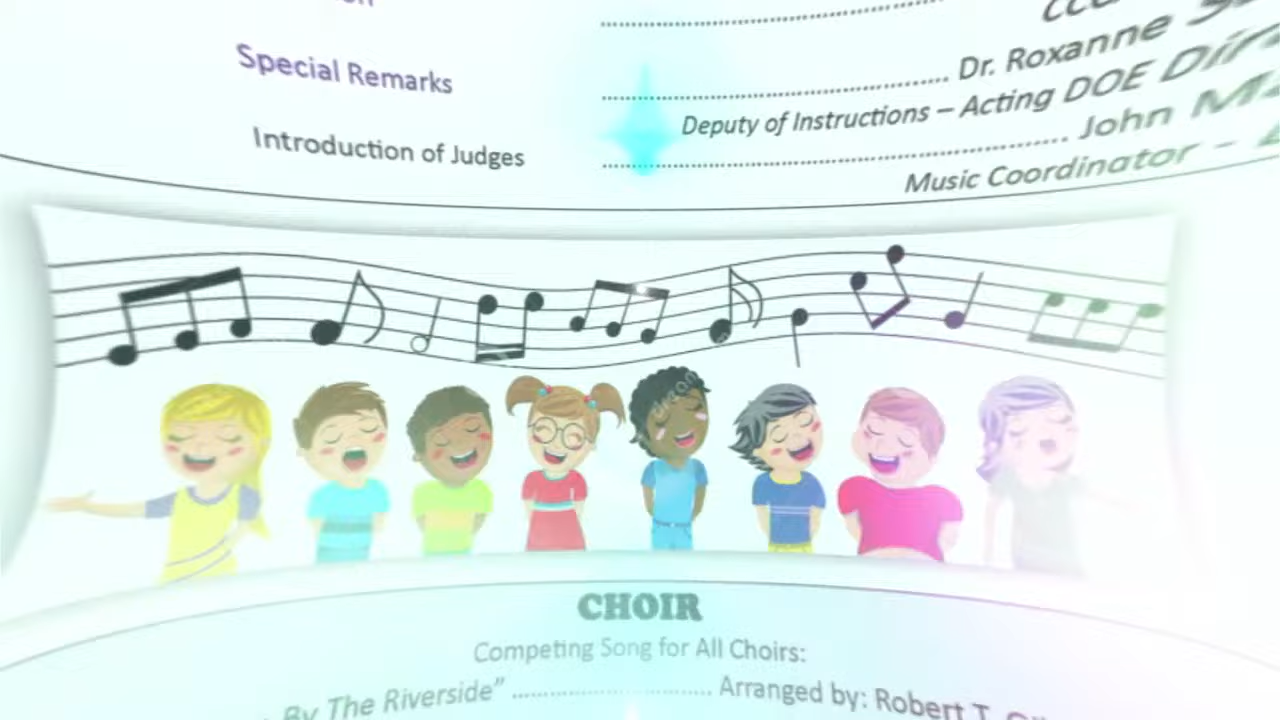 Special Remarks
Dr. Roxanne
Deputy of Instructions – Acting DOE
Introduction of Judges
John
Music Coordinator –
CHOIR
Competing Song for All Choirs:
By The Riverside” Arranged by: Robert T.